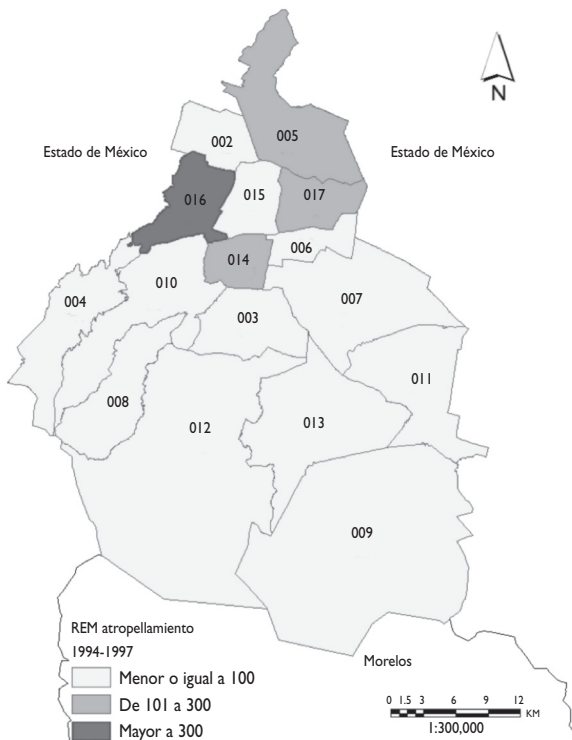 N
002
005
Estado de México
Estado de México
016
015
017
014
006
004
010
007
003
008
011
012
013
009
REM atropellamiento
1994-1997
Menor o igual a 100
De 101 a 300
Mayor a 300
Morelos
0 1.5 3 6 9 12
KM
1:300,000